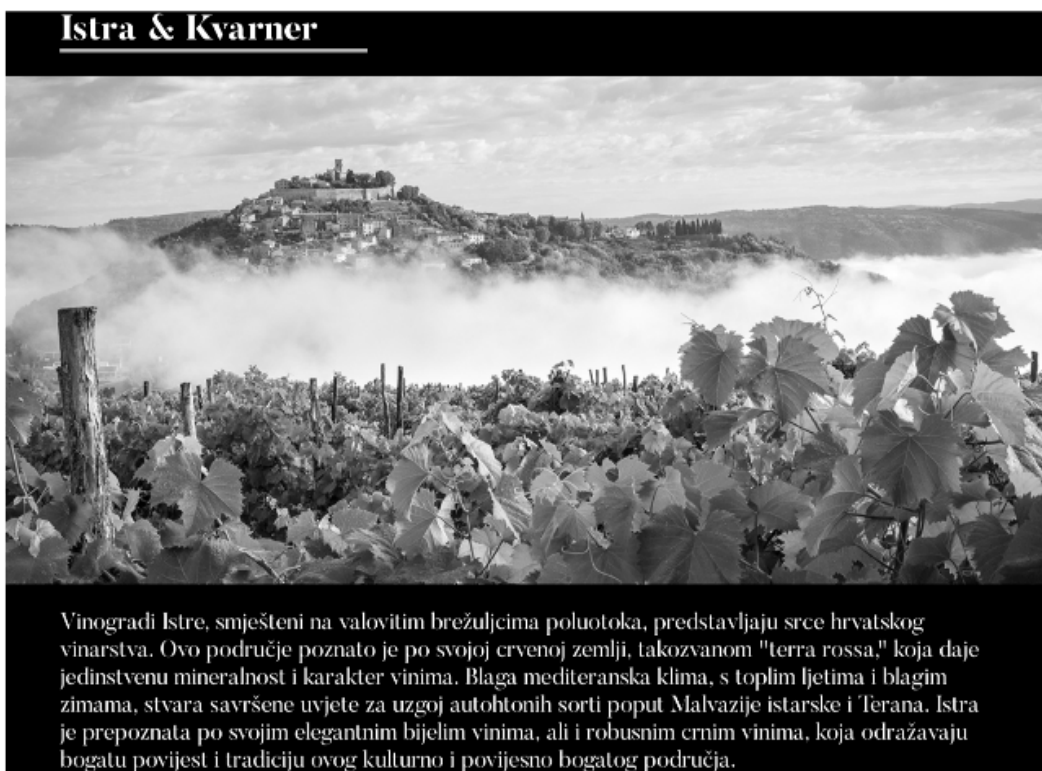 Istra & Kvarner
Vinogradi Istre, smješteni na valovitim brežuljcima poluotoka, predstavljaju srce hrvatskog
vinarstva. Ovo područje poznato je po svojoj crvenoj zemlji, takozvanom "terra rossa," koja daje
jedinstvenu mineralnost i karakter vinima. Blaga mediteranska klima, s toplim ljetima i blagim
zimama, stvara savršene uvjete za uzgoj autohtonih sorti poput Malvazije istarske i Terana. Istra
je prepoznata po svojim elegantnim bijelim vinima, ali i robusnim crnim vinima, koja odražavaju
bogatu povijest i tradiciju ovog kulturno i povijesno bogatog područja.